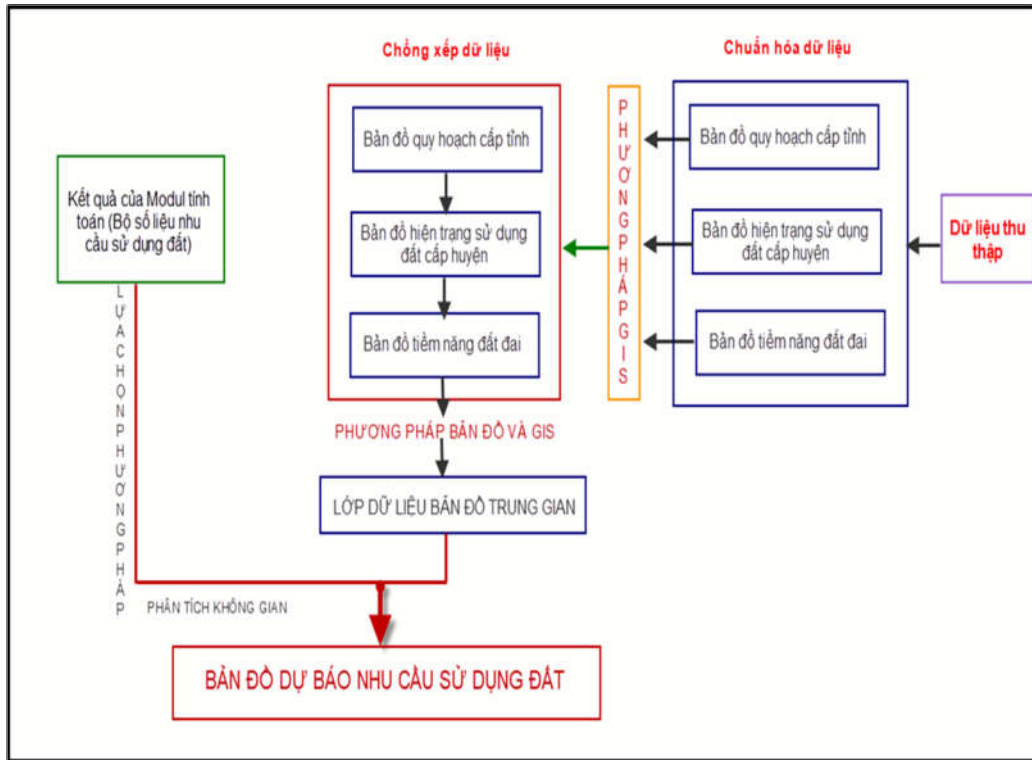 Chồng xếp dữ liệu
Chuẩn hóa dữ liệu
Bản đồ quy hoạch cấp tỉnh
Bản đồ hiện trạng sử dụng
đất cấp huyện
Bản đồ tiềm năng đất đai
PHƯƠNG PHÁP GIS
Bản đồ quy hoạch cấp tỉnh
Bản đồ hiện trạng sử dụng
đất cấp huyện
Bản đồ tiềm năng đất đai
Dữ liệu thu
thập
Kết quả của Modul tính
toán (Bộ số liệu nhu
cầu sử dụng đất)
LỰA CHỌN PHƯƠNG PHÁP
PHƯƠNG PHÁP BẢN ĐỒ VÀ GIS
LỚP DỮ LIỆU BẢN ĐỒ TRUNG GIAN
PHÂN TÍCH KHÔNG GIAN
BẢN ĐỒ DỰ BÁO NHU CẦU SỬ DỤNG ĐẤT